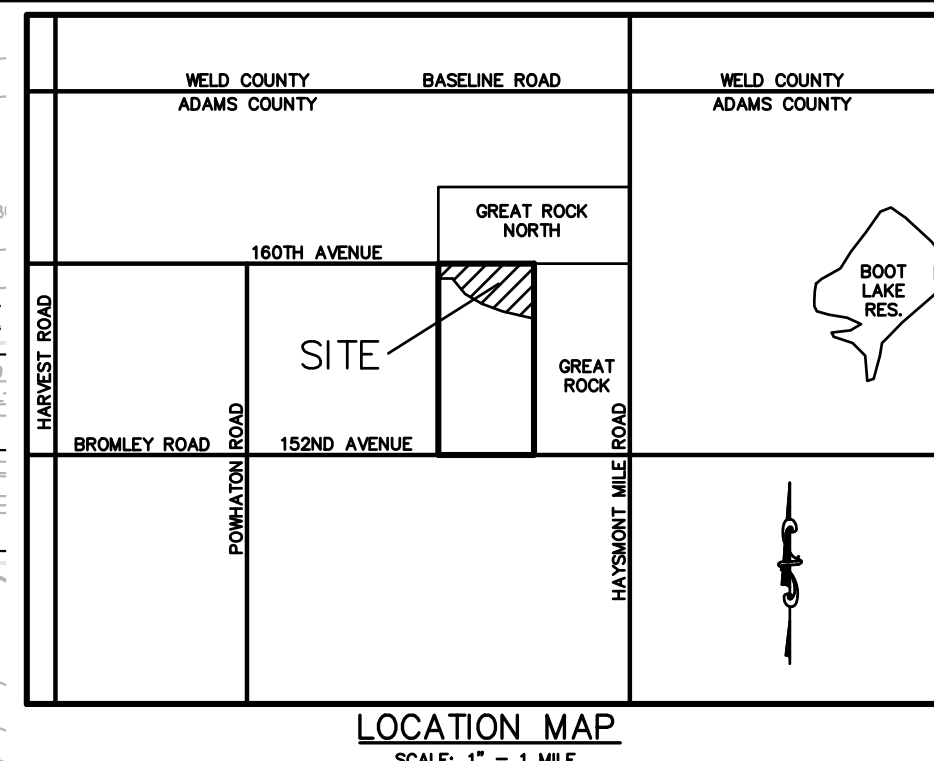 WELD COUNTY
BASELINE ROAD
WELD COUNTY
ADAMS COUNTY
ADAMS COUNTY
GREAT ROCK
NORTH
160TH AVENUE
BOOT
LAKE
RES.
HARVEST ROAD
SITE
GREAT
ROCK
BROMLEY ROAD
POWHATON ROAD
152ND AVENUE
HAYSMONT MILE ROAD
LOCATION MAP
SCALE: 1" = 1 MILE